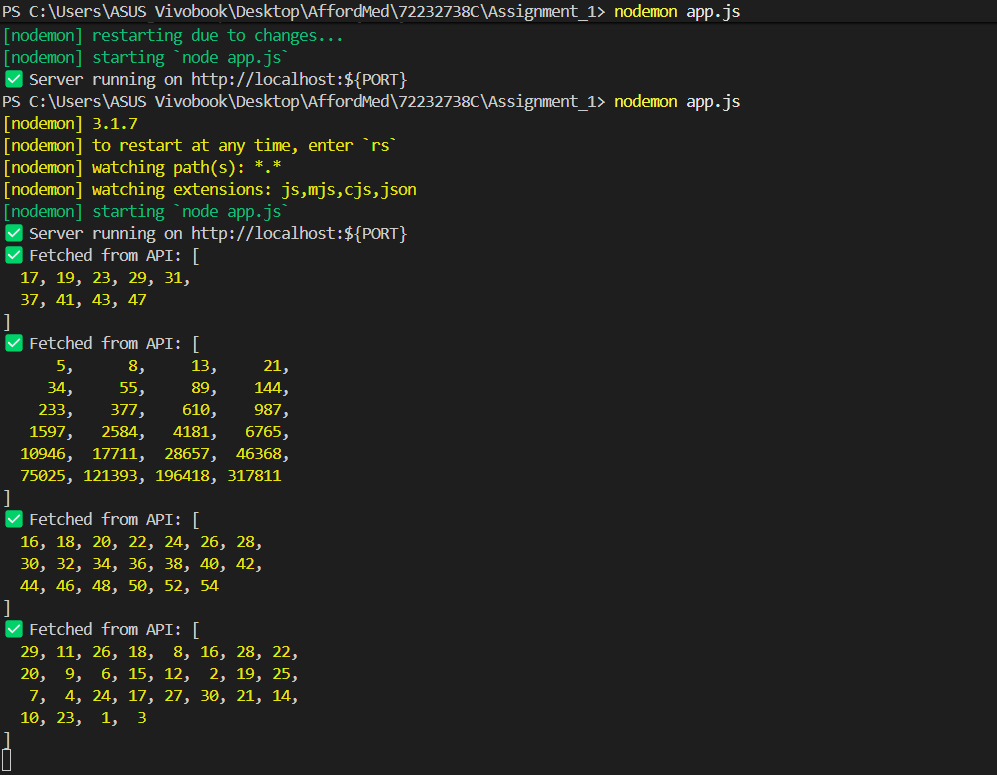 PS C:\Users\ASUS Vivobook\Desktop\AffordMed\72232738C\Assignment_1> nodemon app.js
[nodemon] restarting due to changes...
[nodemon] starting `node app.js`
✅ Server running on http://localhost:${PORT}
PS C:\Users\ASUS Vivobook\Desktop\AffordMed\72232738C\Assignment_1> nodemon app.js
[nodemon] 3.1.7
[nodemon] to restart at any time, enter `rs`
[nodemon] watching path(s): *.*
[nodemon] watching extensions: js,mjs,cjs,json
[nodemon] starting `node app.js`
✅ Server running on http://localhost:${PORT}
✅ Fetched from API: [
  17, 19, 23, 29, 31,
  37, 41, 43, 47
]
✅ Fetched from API: [
      5,      8,     13,     21,
     34,     55,     89,    144,
    233,    377,    610,    987,
   1597,   2584,   4181,   6765,
  10946,  17711,  28657,  46368,
  75025, 121393, 196418, 317811
]
✅ Fetched from API: [
  16, 18, 20, 22, 24, 26, 28,
  30, 32, 34, 36, 38, 40, 42,
  44, 46, 48, 50, 52, 54
]
✅ Fetched from API: [
  29, 11, 26, 18,  8, 16, 28, 22,
  20,  9,  6, 15, 12,  2, 19, 25,
   7,  4, 24, 17, 27, 30, 21, 14,
  10, 23,  1,  3
]